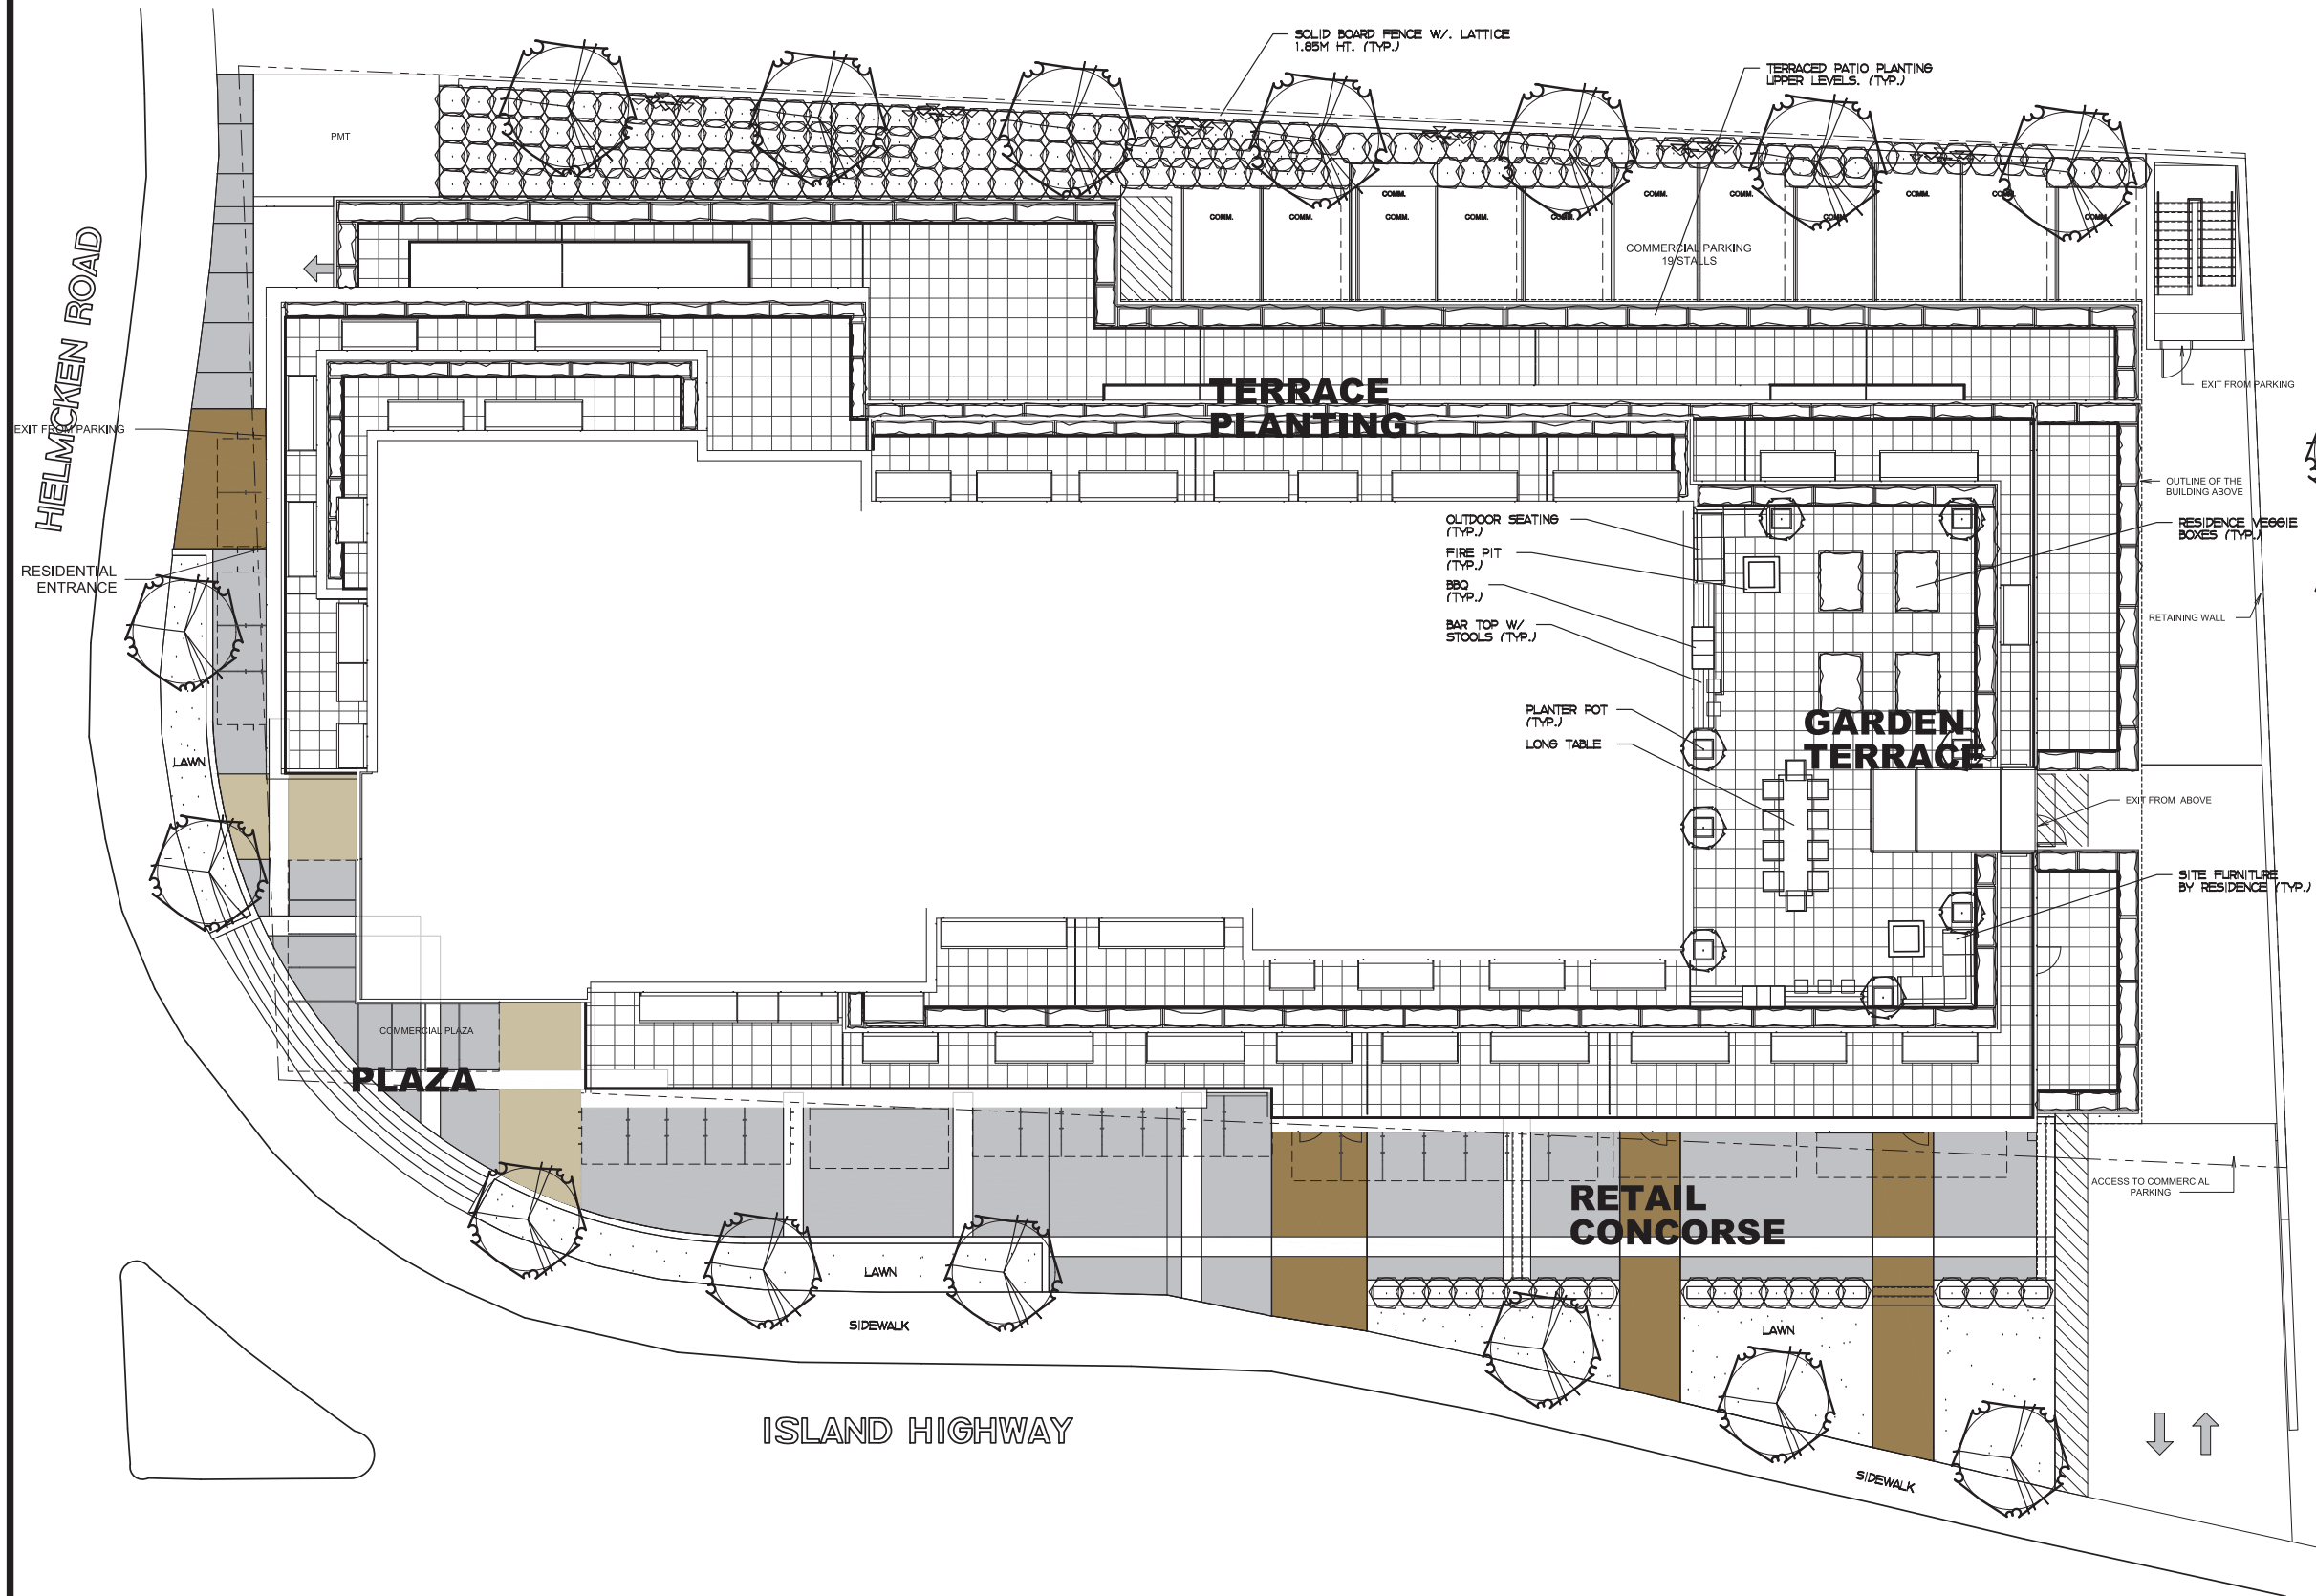 SOLID BOARD FENCE W/. LATTICE
1.85M HT. (TYP.)
TERRACED PATIO PLANTING
UPPER LEVELS. (TYP.)
PMT
COMM.
COMM.
COMM.
COMM.
COMM.
COMM.
COMM.
COMM.
COMM.
COMM.
COMM.
COMM.
COMMERCIAL PARKING
19 STALLS
HELMCKEN ROAD
EXIT FROM PARKING
EXIT FROM PARKING
TERRACE
PLANTING
OUTLINE OF THE
BUILDING ABOVE
OUTDOOR SEATING
(TYP.)
FIRE PIT
(TYP.)
BBQ
(TYP.)
BAR TOP W/
STOOLS (TYP.)
RESIDENCE VEGGIE
BOXES (TYP.)
RESIDENTIAL
ENTRANCE
RETAINING WALL
PLANTER POT
(TYP.)
LONG TABLE
GARDEN
TERRACE
LAWN
EXIT FROM ABOVE
SITE FURNITURE
BY RESIDENCE (TYP.)
COMMERCIAL PLAZA
PLAZA
ACCESS TO COMMERCIAL
PARKING
RETAIL
CONCORSE
LAWN
SIDEWALK
LAWN
ISLAND HIGHWAY
SIDEWALK